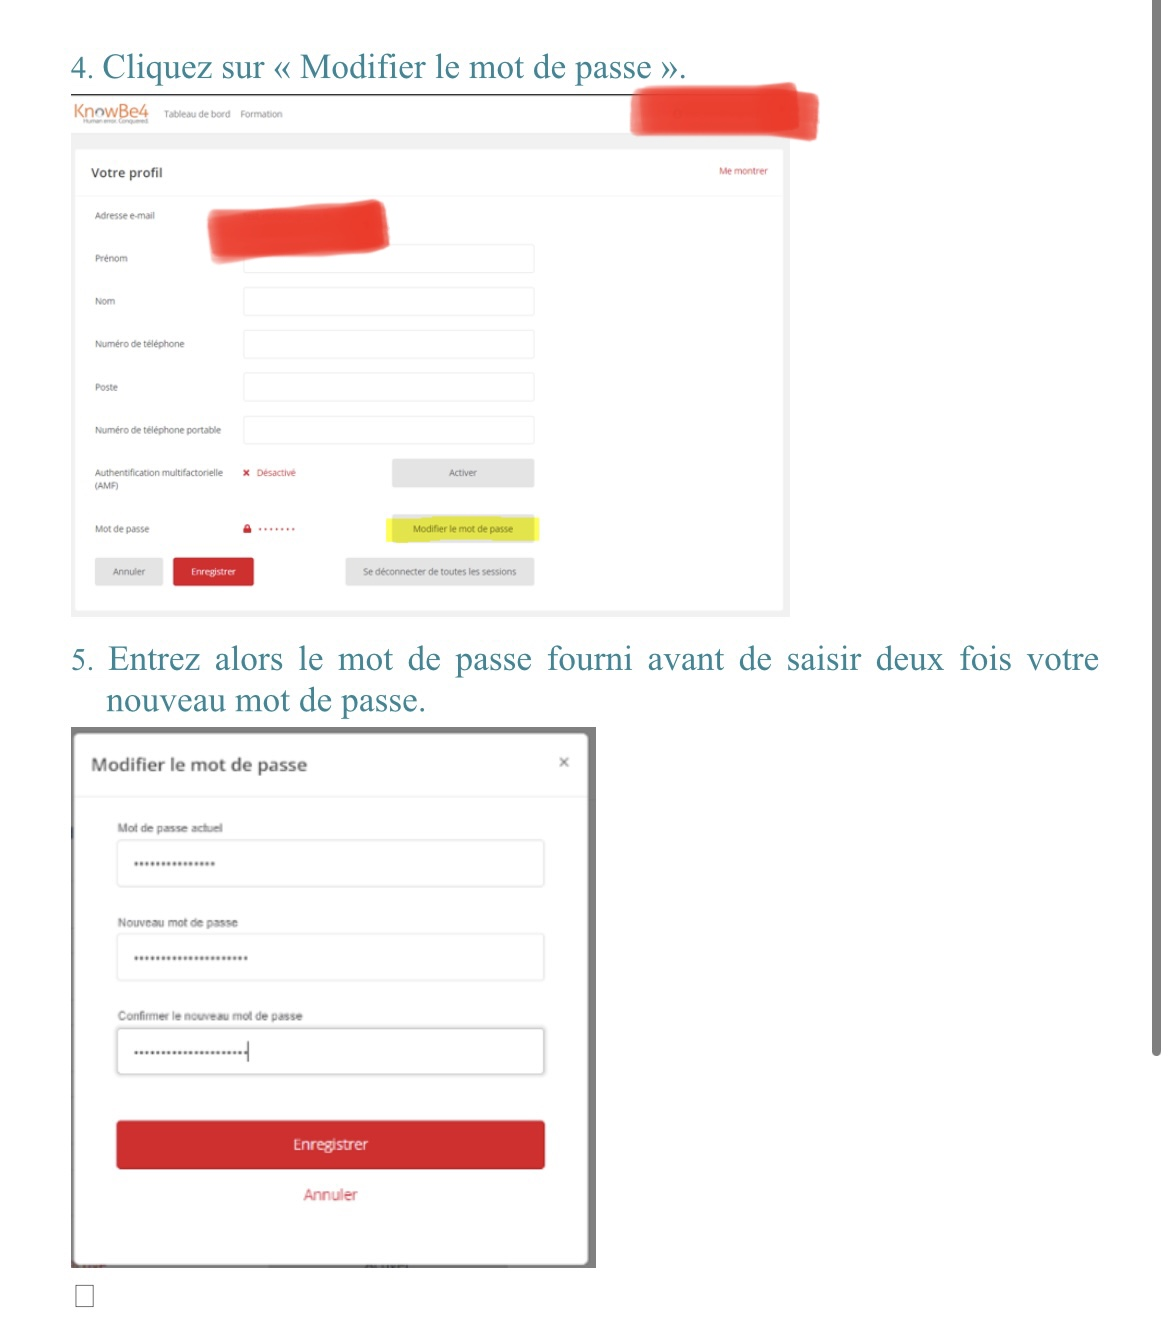 4. Cliquez sur « Modifier le mot de passe ».
KnowBe4
Human error. Conquered.
Tableau de bord Formation
Votre profil
Me montrer
Adresse e-mail
Prénom
Nom
Numéro de téléphone
Poste
Numéro de téléphone portable
Authentification multifactorielle
(AMF)
Désactivé
Activer
Mot de passe
Modifier le mot de passe
Annuler
Enregistrer
Se déconnecter de toutes les sessions
5. Entrez alors le mot de passe fourni avant de saisir deux fois votre
nouveau mot de passe.
Modifier le mot de passe
Mot de passe actuel
Nouveau mot de passe
Confirmer le nouveau mot de passe
Enregistrer
Annuler